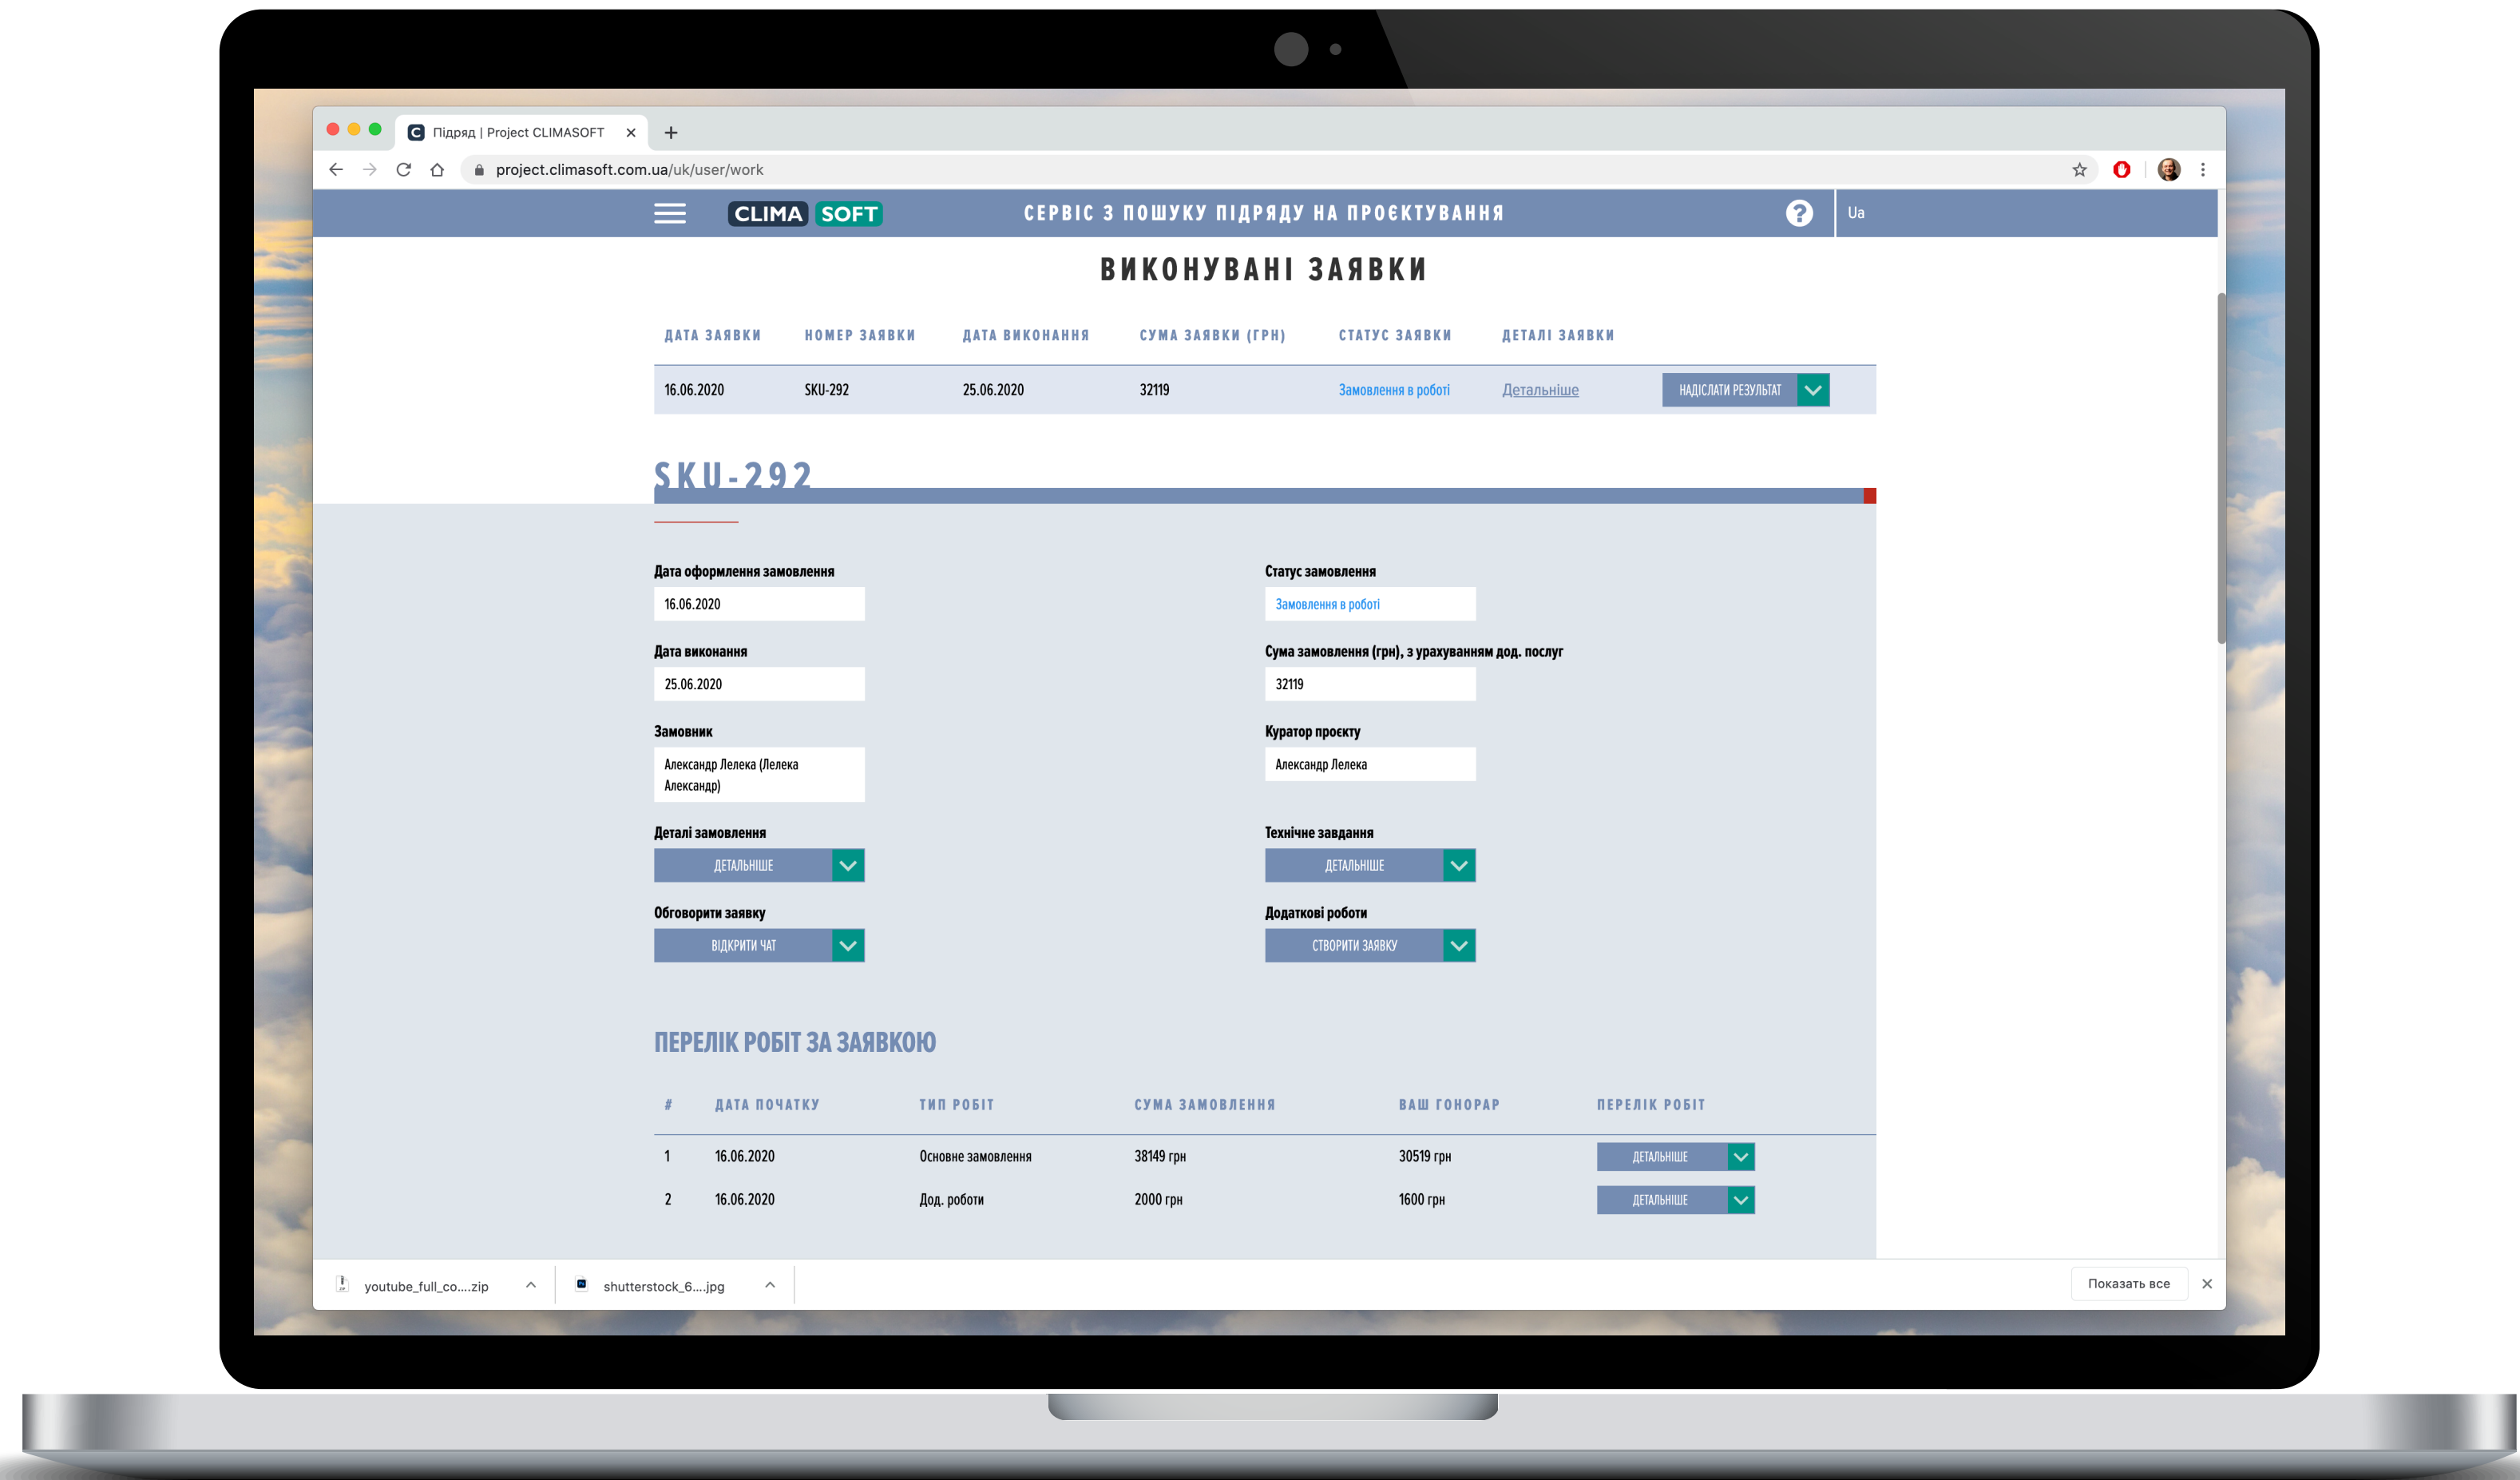 Підряд | Project CLIMASOFT
project.climasoft.com.ua/uk/user/work
CLIMA SOFT
СЕРВІС З ПОШУКУ ПІДРЯДУ НА ПРОЄКТУВАННЯ
Ua
ВИКОНУВАНІ ЗАЯВКИ
ДАТА ЗАЯВКИ НОМЕР ЗАЯВКИ ДАТА ВИКОНАННЯ СУМА ЗАЯВКИ (ГРН) СТАТУС ЗАЯВКИ ДЕТАЛІ ЗАЯВКИ
16.06.2020 SKU-292 25.06.2020 32119 Замовлення в роботі Детальніше НАДІСЛАТИ РЕЗУЛЬТАТ
SKU-292
Дата оформлення замовлення Статус замовлення
16.06.2020 Замовлення в роботі
Дата виконання Сума замовлення (грн), з урахуванням дод. послуг
25.06.2020 32119
Замовник Куратор проєкту
Александр Лелека (Лелека Александр Лелека
Александр)
Деталі замовлення Технічне завдання
ДЕТАЛЬНІШЕ ДЕТАЛЬНІШЕ
Обговорити заявку Додаткові роботи
ВІДКРИТИ ЧАТ СТВОРИТИ ЗАЯВКУ
ПЕРЕЛІК РОБІТ ЗА ЗАЯВКОЮ
# ДАТА ПОЧАТКУ ТИП РОБІТ СУМА ЗАМОВЛЕННЯ ВАШ ГОНОРАР ПЕРЕЛІК РОБІТ
1 16.06.2020 Основне замовлення 38149 грн 30519 грн ДЕТАЛЬНІШЕ
2 16.06.2020 Дод. роботи 2000 грн 1600 грн ДЕТАЛЬНІШЕ
youtube_full_co....zip shutterstock_6....jpg Показать все